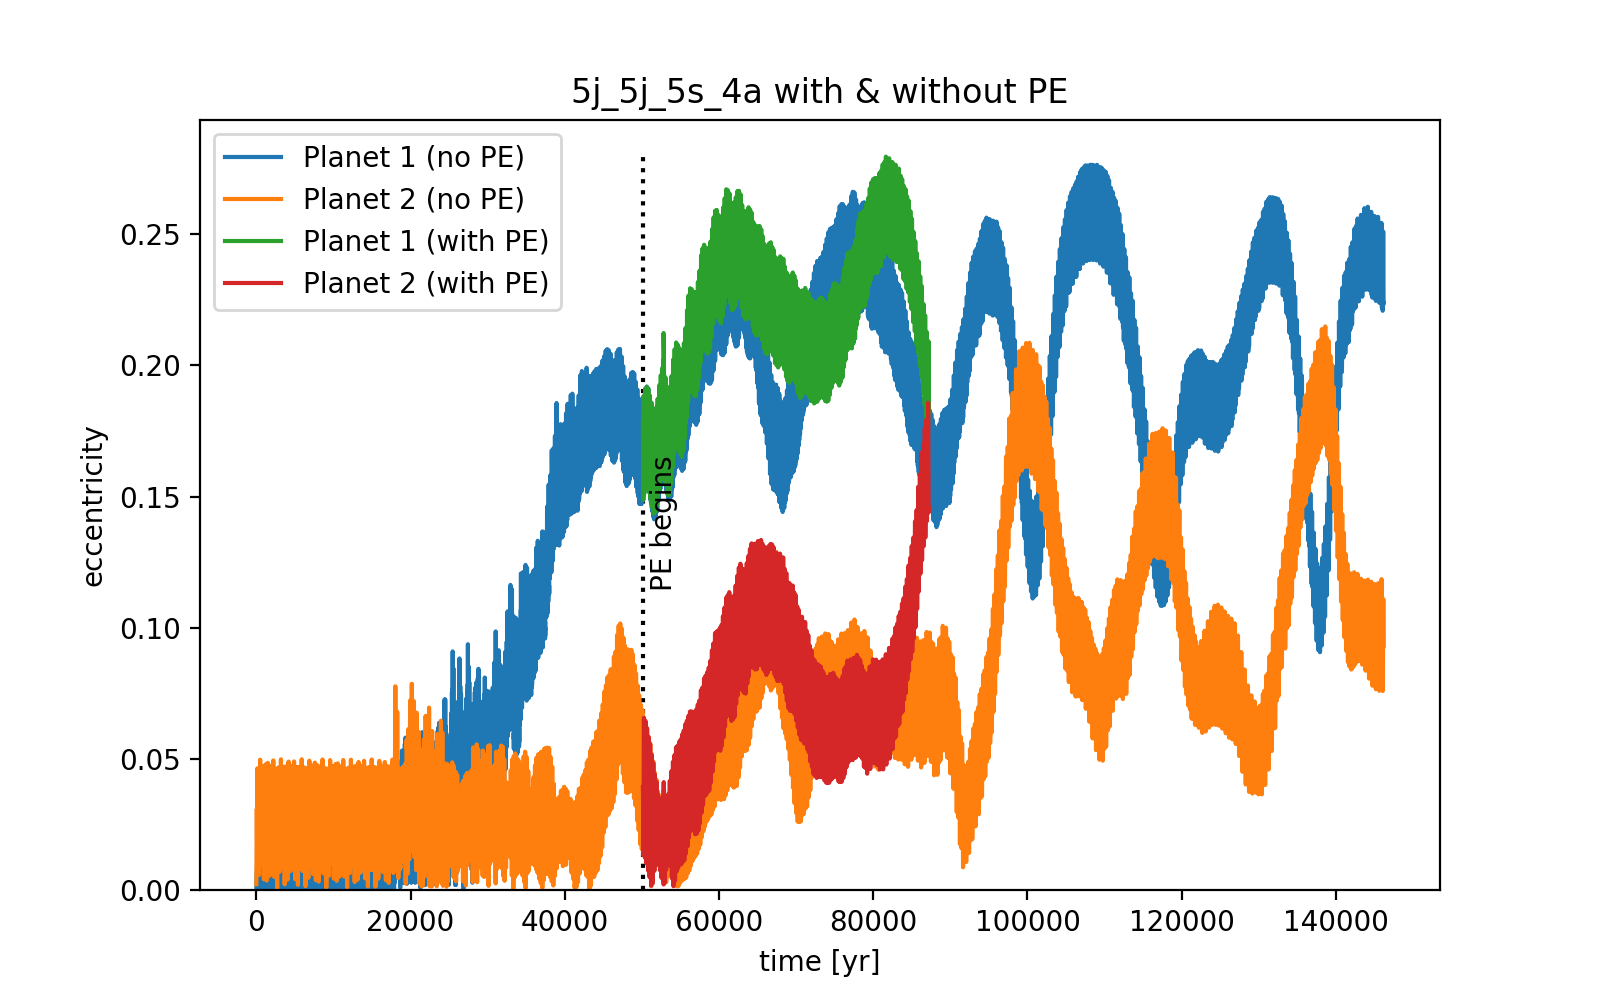 5j_5j_5s_4a with & without PE
Planet 1 (no PE)
Planet 2 (no PE)
Planet 1 (with PE)
Planet 2 (with PE)
0.25
0.20
0.15
0.10
0.05
0.00
eccentricity
PE begins
0 20000 40000 60000 80000 100000 120000 140000
time [yr]